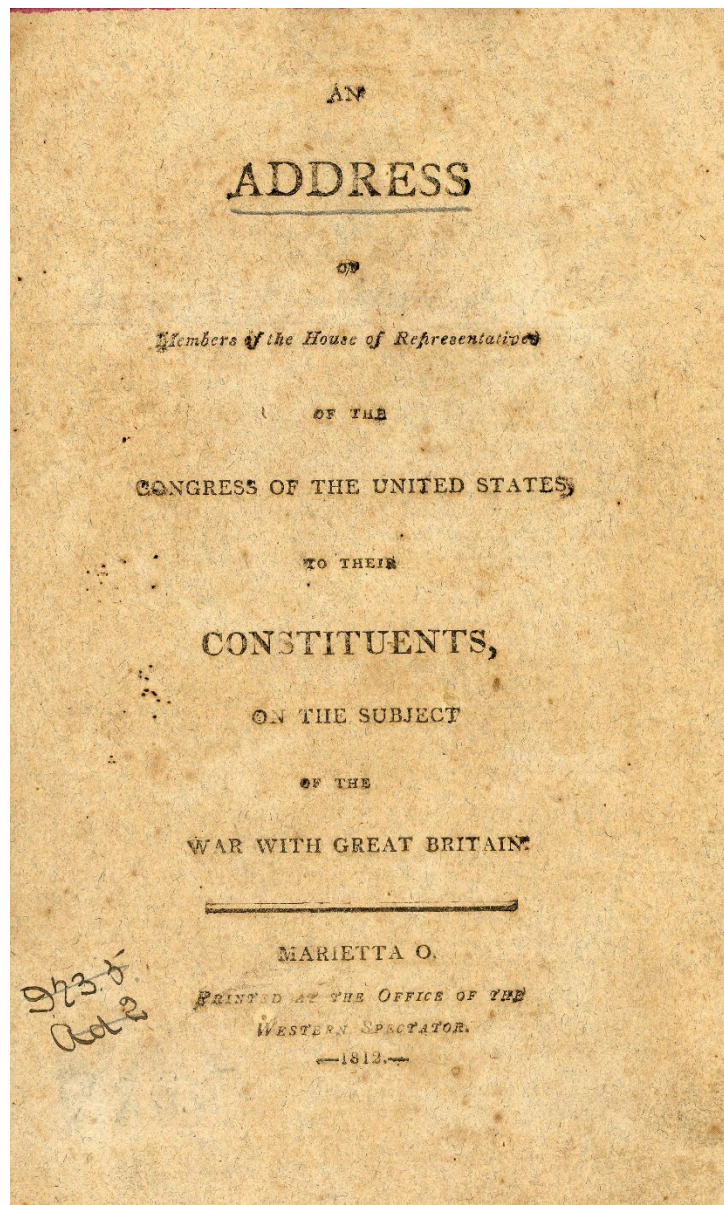 AN
ADDRESS
OF
Members of the House of Representatives
OF THE
CONGRESS OF THE UNITED STATES,
TO THEIR
CONSTITUENTS,
ON THE SUBJECT
OF THE
WAR WITH GREAT BRITAIN.
MARIETTA O.
PRINTED AT THE OFFICE OF THE
WESTERN SPECTATOR.
—1812.—
973.5
Ad2